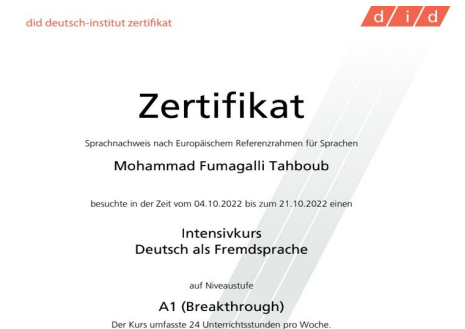 did deutsch-institut zertifikat
d/i/d
Zertifikat
Sprachnachweis nach Europäischem Referenzrahmen für Sprachen
Mohammad Fumagalli Tahboub
besuchte in der Zeit vom 04.10.2022 bis zum 21.10.2022 einen
Intensivkurs
Deutsch als Fremdsprache
auf Niveaustufe
A1 (Breakthrough)
Der Kurs umfasste 24 Unterrichtsstunden pro Woche.